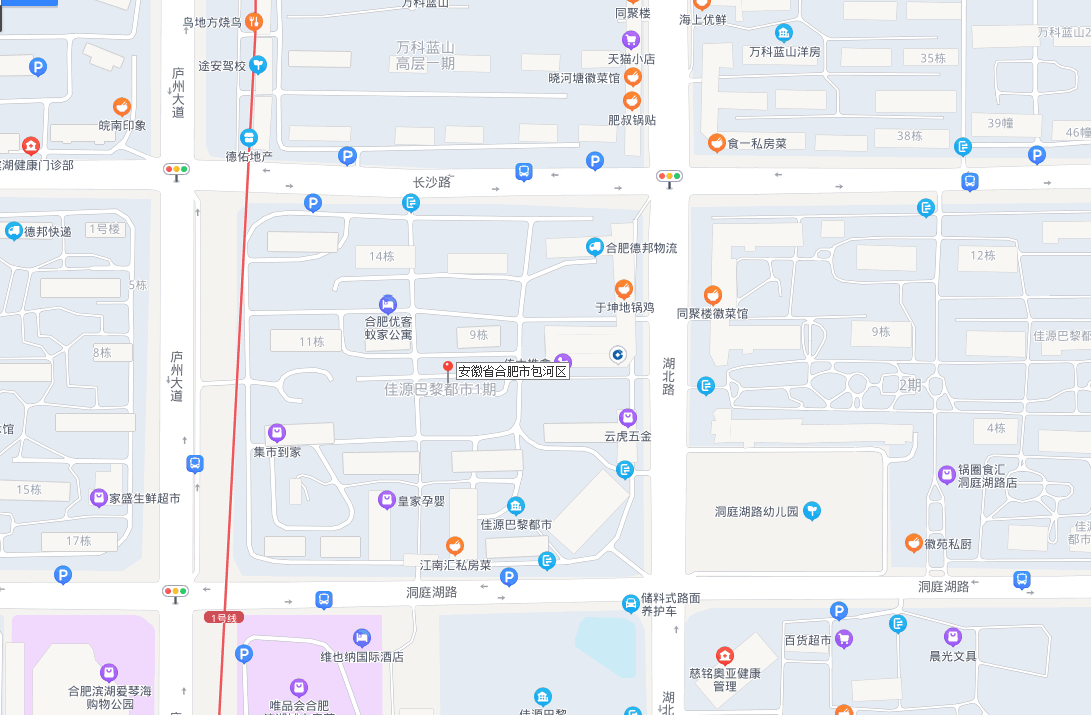 万科蓝山
鸟地方烧鸟
同聚楼
海上优鲜
万科蓝山
高层一期
天猫小店
万科蓝山洋房
35栋
途安驾校
晓河塘徽菜馆
庐州大道
皖南印象
肥叔锅贴
39幢
38栋
46幢
食一私房菜
滨湖健康门诊部
德佑地产
长沙路
德邦快递
1号楼
14栋
合肥德邦物流
12栋
5栋
于坤地锅鸡
同聚楼徽菜馆
合肥优客
蚁家公寓
9栋
11栋
9栋
8栋
庐州大道
安徽省合肥市包河区
湖北路
佳源巴黎都市1期
2期
云虎五金
4栋
集市到家
锅圈食汇
洞庭湖路店
15栋
家盛生鲜超市
皇家孕婴
洞庭湖路幼儿园
佳源巴黎都市
17栋
徽苑私厨
江南汇私房菜
洞庭湖路
洞庭湖路
储料式路面
养护车
1号线
百货超市
维也纳国际酒店
晨光文具
慈铭奥亚健康
管理
合肥滨湖爱琴海
购物公园
唯品会合肥
佳源巴黎
湖北